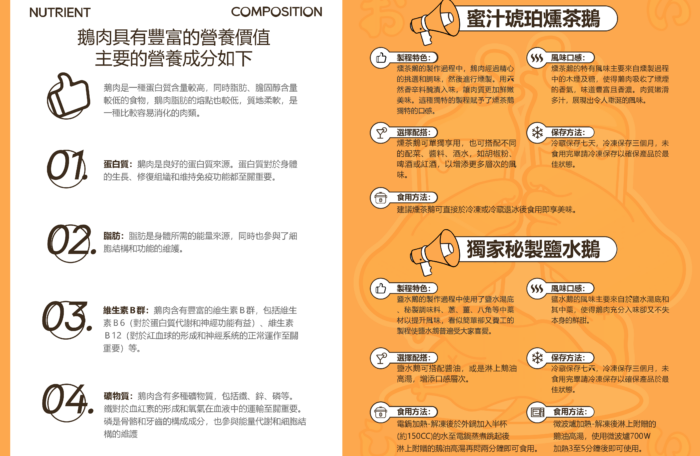 NUTRIENT
COMPOSITION
鵝肉具有豐富的營養價值
主要的營養成分如下
鵝肉是一種蛋白質含量較高，同時脂肪、膽固醇含量
較低的食物，鵝肉脂肪的熔點也較低，質地柔軟，是
一種比較容易消化的肉類。
01.
蛋白質：鵝肉是良好的蛋白質來源。蛋白質對於身體
的生長、修復組織和維持免疫功能都至關重要。
02.
脂肪：脂肪是身體所需的能量來源，同時也參與了細
胞結構和功能的維護。
03.
維生素Ｂ群：鵝肉含有豐富的維生素Ｂ群，包括維生
素Ｂ6（對於蛋白質代謝和神經功能有益）、維生素
Ｂ12（對於紅血球的形成和神經系統的正常運作至關
重要）等。
04.
礦物質：鵝肉含有多種礦物質，包括鐵、鋅、磷等。
鐵對於血紅素的形成和氧氣在血液中的運輸至關重要。
磷是骨骼和牙齒的構成成分，也參與能量代謝和細胞結
構的維護
蜜汁琥珀燻茶鵝
製程特色：
燻茶鵝的製作過程中，鵝肉經過精心
的挑選和調味，然後進行燻製。用天
然香辛料醃漬入味，讓肉質更加鮮嫩
美味。這種獨特的製程賦予了燻茶鵝
獨特的口感。
風味口感：
燻茶鵝的特有風味主要來自燻製過程
中的木煙及糖，使得鵝肉吸收了煙燻
的香氣，味道豐富且香濃。肉質嫩滑
多汁，展現出令人垂涎的風味。
選擇配搭：
燻茶鵝可單獨享用，也可搭配不同
的配菜、醬料、酒水。如胡椒粉、
啤酒或紅酒，以增添更多層次的風
味。
保存方法：
冷藏保存七天，冷凍保存三個月，未
食用完畢請冷凍保存以確保產品於最
佳狀態。
食用方法：
建議燻茶鵝可直接於冷凍或冷藏退冰後食用即享美味。
獨家秘製鹽水鵝
製程特色：
鹽水鵝的製作過程中使用了鹽水湯底
、秘製調味料、蔥、薑、八角等中藥
材以提升風味，看似簡單卻又費工的
製程使鹽水鵝普遍受大家喜愛。
風味口感：
鹽水鵝的風味主要來自於鹽水湯底和
其中藥，使得鵝肉充分入味卻又不失
本身的鮮甜。
選擇配搭：
鹽水鵝可搭配醬油，或是淋上鵝油
高湯，增添口感層次。
保存方法：
冷藏保存七天，冷凍保存三個月，未
食用完畢請冷凍保存以確保產品於最
佳狀態。
食用方法：
電鍋加熱-解凍後於外鍋加入半杯
(約150CC)的水至電鍋蒸煮跳起後
淋上附贈的鵝油高湯再悶兩分鐘即可食用。
食用方法：
微波爐加熱-解凍後淋上附贈的
鵝油高湯，使用微波爐700W
加熱3至5分鐘後即可使用。